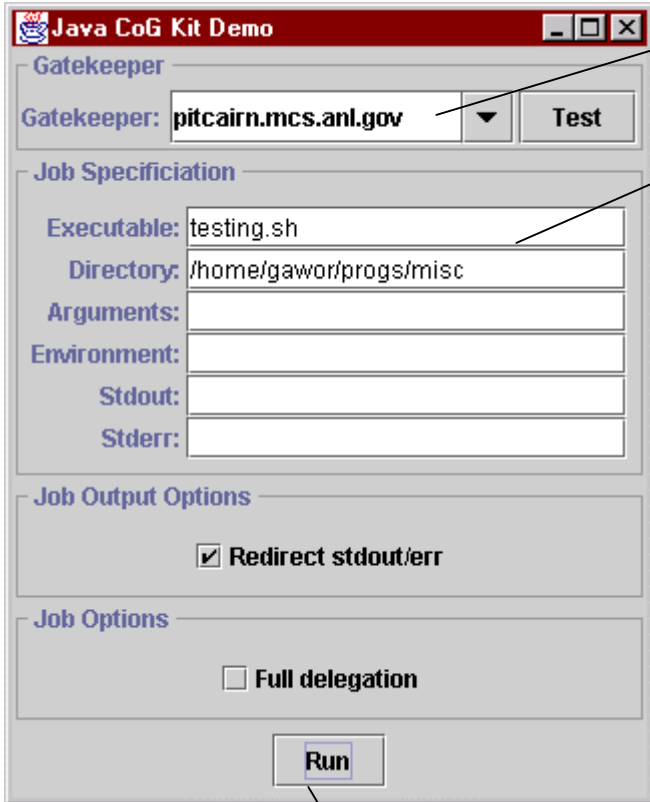 Java CoG Kit Demo
Gatekeeper
Gatekeeper: pitcairn.mcs.anl.gov Test
Job Specificiation
Executable: testing.sh
Directory: /home/gawor/progs/misc
Arguments:
Environment:
Stdout:
Stderr:
Job Output Options
Redirect stdout/err
Job Options
Full delegation
Run